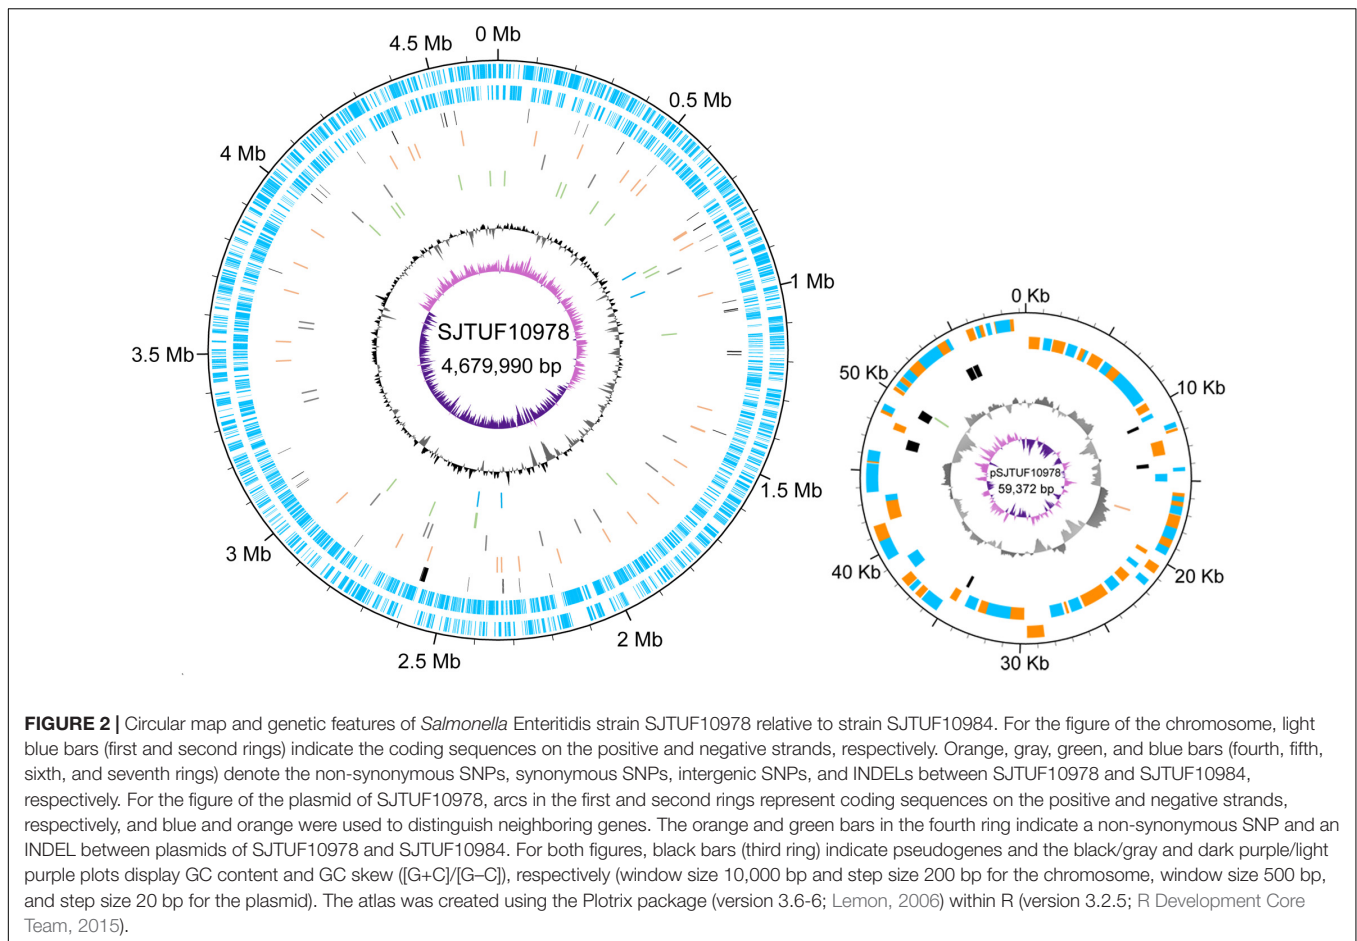 0 Mb
0.5 Mb
1 Mb
1.5 Mb
2 Mb
2.5 Mb
3 Mb
3.5 Mb
4 Mb
4.5 Mb
SJTUF10978
4,679,990 bp
0 Kb
10 Kb
20 Kb
30 Kb
40 Kb
50 Kb
pSJTUF10978
59,372 bp
FIGURE 2 | Circular map and genetic features of Salmonella Enteritidis strain SJTUF10978 relative to strain SJTUF10984. For the figure of the chromosome, light
blue bars (first and second rings) indicate the coding sequences on the positive and negative strands, respectively. Orange, gray, green, and blue bars (fourth, fifth,
sixth, and seventh rings) denote the non-synonymous SNPs, synonymous SNPs, intergenic SNPs, and INDELs between SJTUF10978 and SJTUF10984,
respectively. For the figure of the plasmid of SJTUF10978, arcs in the first and second rings represent coding sequences on the positive and negative strands,
respectively, and blue and orange were used to distinguish neighboring genes. The orange and green bars in the fourth ring indicate a non-synonymous SNP and an
INDEL between plasmids of SJTUF10978 and SJTUF10984. For both figures, black bars (third ring) indicate pseudogenes and the black/gray and dark purple/light
purple plots display GC content and GC skew ([G+C]/[G–C]), respectively (window size 10,000 bp and step size 200 bp for the chromosome, window size 500 bp,
and step size 20 bp for the plasmid). The atlas was created using the Plotrix package (version 3.6-6; Lemon, 2006) within R (version 3.2.5; R Development Core
Team, 2015).